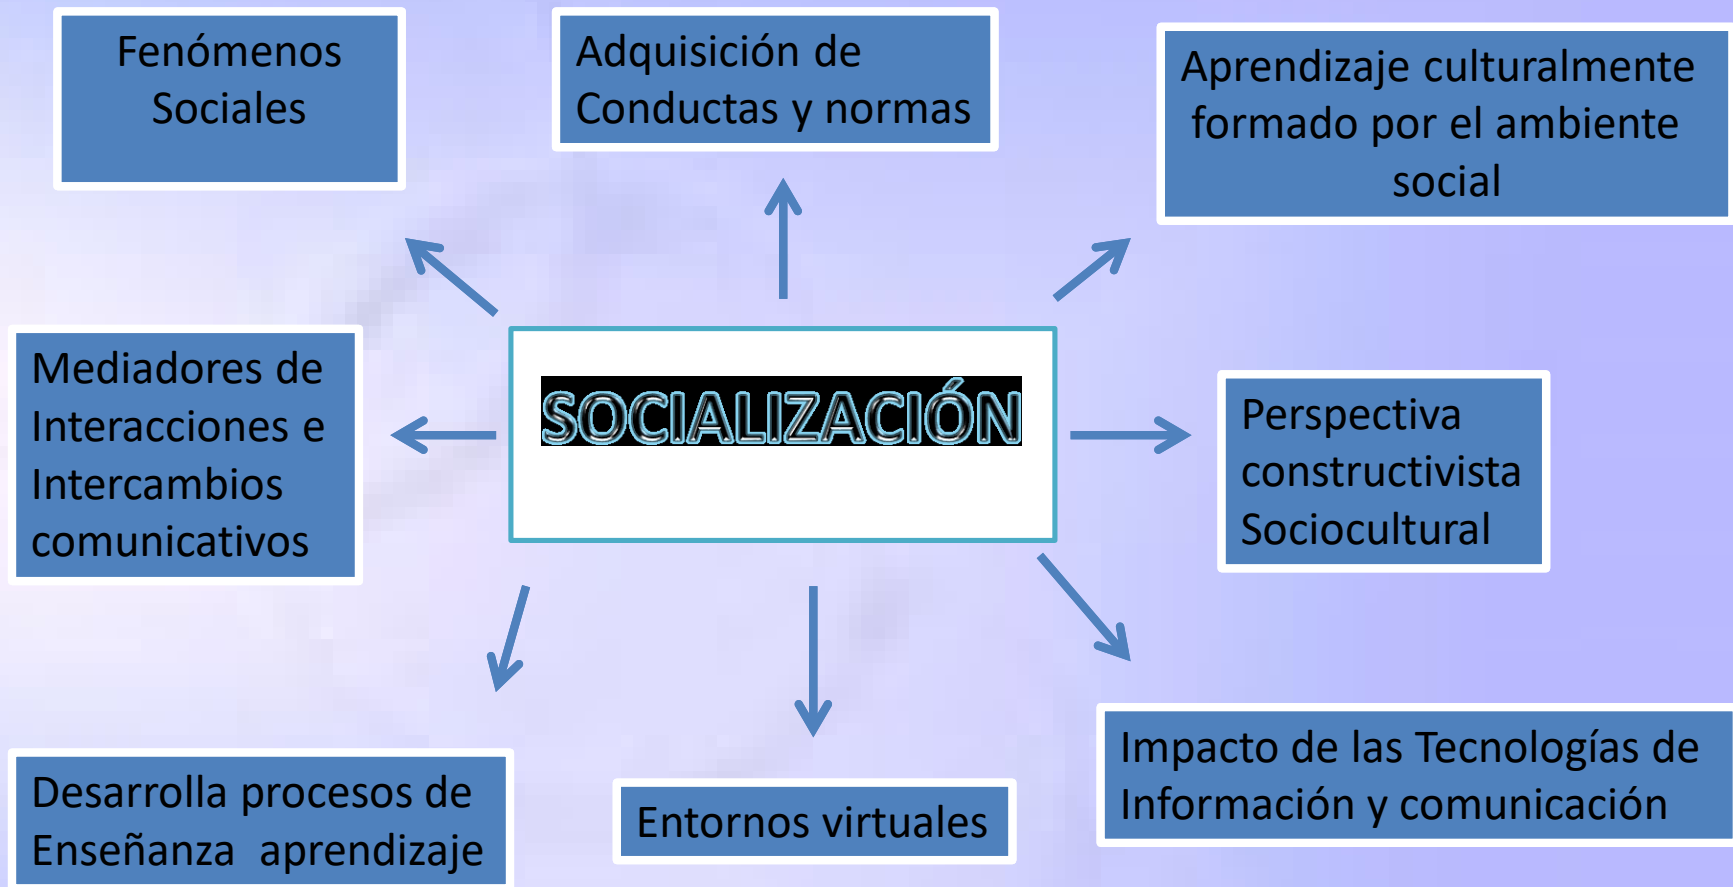 Fenómenos
Sociales
Adquisición de
Conductas y normas
Aprendizaje culturalmente
formado por el ambiente
social
Mediadores de
Interacciones e
Intercambios
comunicativos
SOCIALIZACIÓN
Perspectiva
constructivista
Sociocultural
Desarrolla procesos de
Enseñanza  aprendizaje
Entornos virtuales
Impacto de las Tecnologías de
Información y comunicación